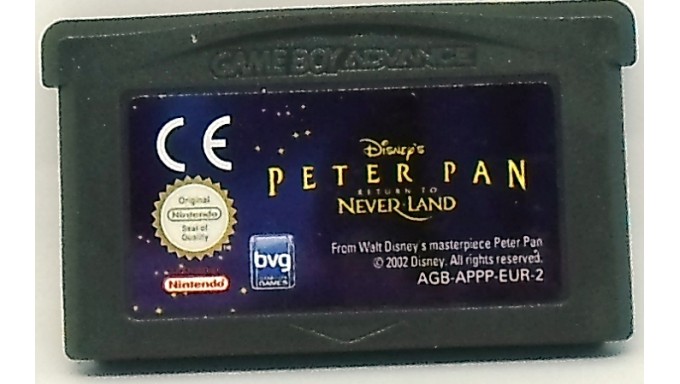 GAME BOY ADVANCE
CE
Disney's
PETER PAN
RETURN TO
NEVER LAND
Original
Nintendo
Seal of
Quality
Nintendo
bvg
GAMES
From Walt Disney's masterpiece Peter Pan
© 2002 Disney. All rights reserved.
AGB-APPP-EUR-2